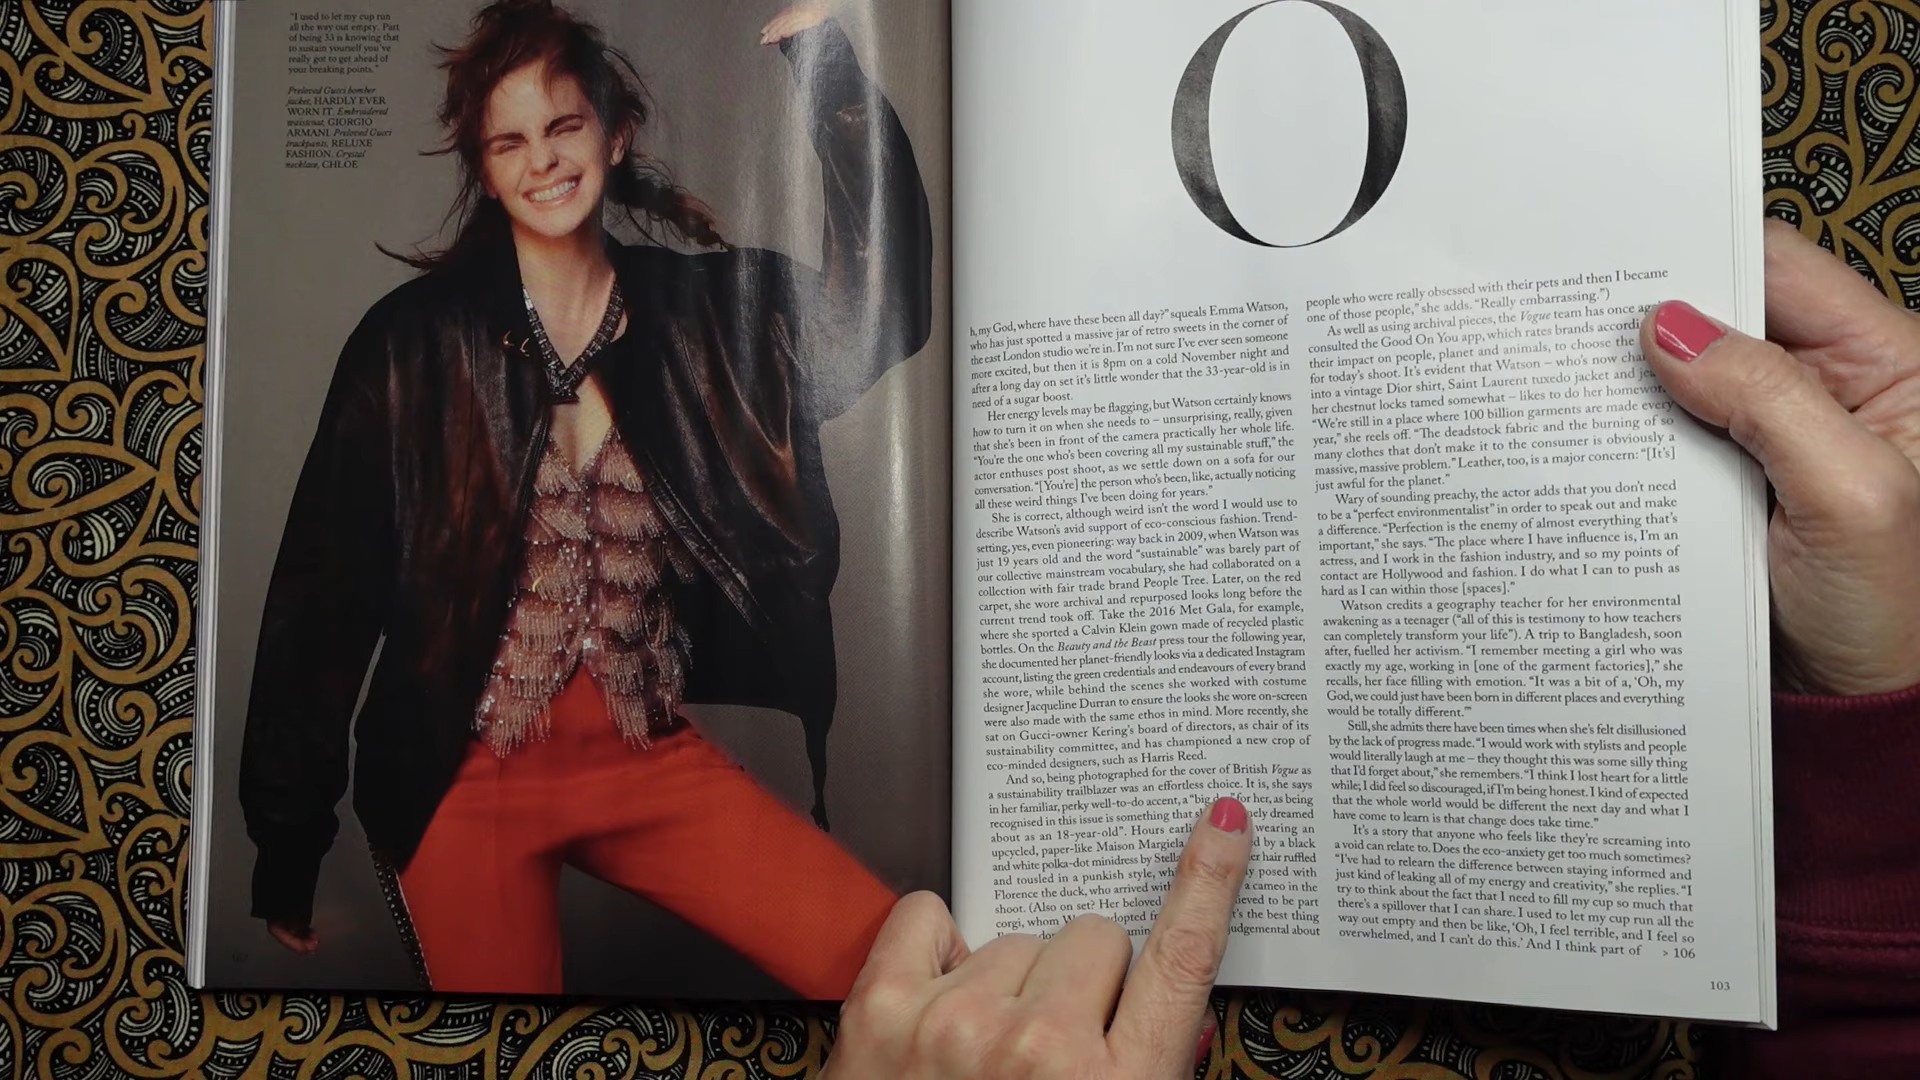 "I used to let my cup run
all the way out empty. Part
of being 33 is knowing that
to sustain yourself you've
really got to get ahead of
your breaking points."
Preloved Gucci bomber
jacket, HARDLY EVER
WORN IT. Embroidered
waistcoat, GIORGIO
ARMANI. Preloved Gucci
trackpants, RELUXE
FASHION. Crystal
necklace, CHLOE
102
O
h, my God, where have these been all day?" squeals Emma Watson,
who has just spotted a massive jar of retro sweets in the corner of
the east London studio we're in. I'm not sure I've ever seen someone
more excited, but then it is 8pm on a cold November night and
after a long day on set it's little wonder that the 33-year-old is in
need of a sugar boost.
Her energy levels may be flagging, but Watson certainly knows
how to turn it on when she needs to – unsurprising, really, given
that she's been in front of the camera practically her whole life.
"You're the one who's been covering all my sustainable stuff," the
actor enthuses post shoot, as we settle down on a sofa for our
conversation. "[You're] the person who's been, like, actually noticing
all these weird things I've been doing for years."
She is correct, although weird isn't the word I would use to
describe Watson's avid support of eco-conscious fashion. Trend-
setting, yes, even pioneering: way back in 2009, when Watson was
just 19 years old and the word "sustainable" was barely part of
our collective mainstream vocabulary, she had collaborated on a
collection with fair trade brand People Tree. Later, on the red
carpet, she wore archival and repurposed looks long before the
current trend took off. Take the 2016 Met Gala, for example,
where she sported a Calvin Klein gown made of recycled plastic
bottles. On the Beauty and the Beast press tour the following year,
she documented her planet-friendly looks via a dedicated Instagram
account, listing the green credentials and endeavours of every brand
she wore, while behind the scenes she worked with costume
designer Jacqueline Durran to ensure the looks she wore on-screen
were also made with the same ethos in mind. More recently, she
sat on Gucci-owner Kering's board of directors, as chair of its
sustainability committee, and has championed a new crop of
eco-minded designers, such as Harris Reed.
And so, being photographed for the cover of British Vogue as
a sustainability trailblazer was an effortless choice. It is, she says
in her familiar, perky well-to-do accent, a "big for her, as being
recognised in this issue is something that dreamed
about as an 18-year-old". Hours wearing an
upcycled, paper-like Maison Margiela by a black
and white polka-dot minidress by hair ruffled
and tousled in a punkish style, posed with
Florence the duck, who arrived a cameo in the
shoot. (Also on set? Her beloved to be part
corgi, whom the best thing
judgemental about
people who were really obsessed with their pets and then I became
one of those people," she adds. "Really embarrassing.")
As well as using archival pieces, the Vogue team has once
consulted the Good On You app, which rates brands
their impact on people, planet and animals, to choose the
for today's shoot. It's evident that Watson – who's now
into a vintage Dior shirt, Saint Laurent tuxedo jacket and
her chestnut locks tamed somewhat – likes to do her homework.
"We're still in a place where 100 billion garments are made every
year," she reels off. "The deadstock fabric and the burning of so
many clothes that don't make it to the consumer is obviously a
massive, massive problem." Leather, too, is a major concern: "[It's]
just awful for the planet."
Wary of sounding preachy, the actor adds that you don't need
to be a "perfect environmentalist" in order to speak out and make
a difference. "Perfection is the enemy of almost everything that's
important," she says. "The place where I have influence is, I'm an
actress, and I work in the fashion industry, and so my points of
contact are Hollywood and fashion. I do what I can to push as
hard as I can within those [spaces]."
Watson credits a geography teacher for her environmental
awakening as a teenager ("all of this is testimony to how teachers
can completely transform your life"). A trip to Bangladesh, soon
after, fuelled her activism. "I remember meeting a girl who was
exactly my age, working in [one of the garment factories]," she
recalls, her face filling with emotion. "It was a bit of a, 'Oh, my
God, we could just have been born in different places and everything
would be totally different.'"
Still, she admits there have been times when she's felt disillusioned
by the lack of progress made. "I would work with stylists and people
would literally laugh at me – they thought this was some silly thing
that I'd forget about," she remembers. "I think I lost heart for a little
while; I did feel so discouraged, if I'm being honest. I kind of expected
that the whole world would be different the next day and what I
have come to learn is that change does take time."
It's a story that anyone who feels like they're screaming into
a void can relate to. Does the eco-anxiety get too much sometimes?
"I've had to relearn the difference between staying informed and
just kind of leaking all of my energy and creativity," she replies. "I
try to think about the fact that I need to fill my cup so much that
there's a spillover that I can share. I used to let my cup run all the
way out empty and then be like, 'Oh, I feel terrible, and I feel so
overwhelmed, and I can't do this.' And I think part of > 106
103